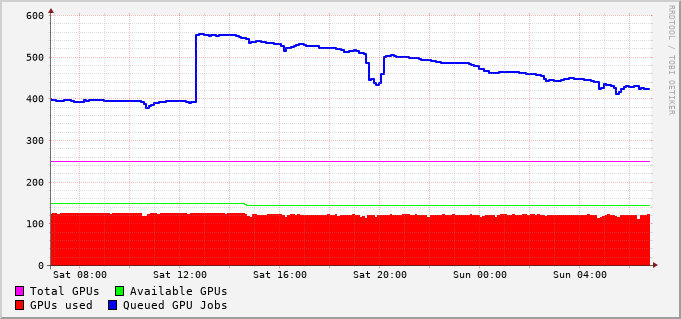 600
500
400
300
200
100
0
Sat 08:00 Sat 12:00 Sat 16:00 Sat 20:00 Sun 00:00 Sun 04:00
Total GPUs Available GPUs
GPUs used Queued GPU Jobs
RRDTOOL / TOBI OETIKER